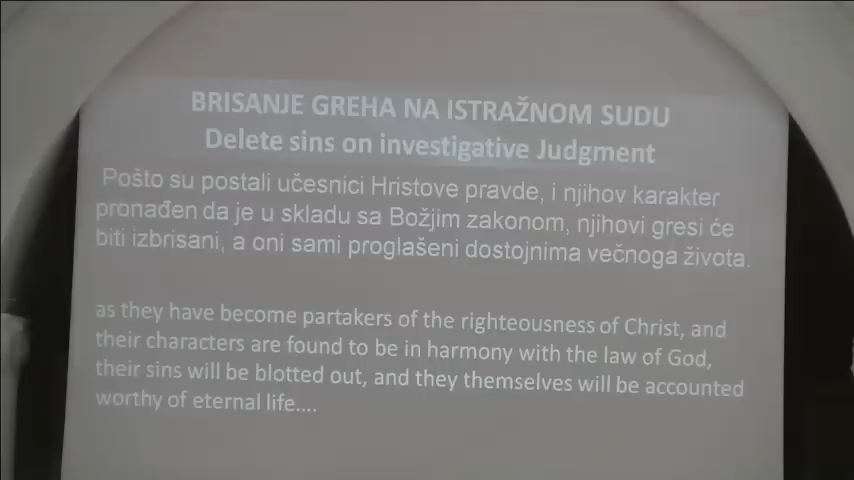 BRISANJE GREHA NA ISTRAŽNOM SUDU
Delete sins on investigative Judgment
Pošto su postali učesnici Hristove pravde, i njihov karakter
pronađen da je u skladu sa Božjim zakonom, njihovi gresi će
biti izbrisani, a oni sami proglašeni dostojnima večnoga života.
as they have become partakers of the righteousness of Christ, and
their characters are found to be in harmony with the law of God,
their sins will be blotted out, and they themselves will be accounted
worthy of eternal life....